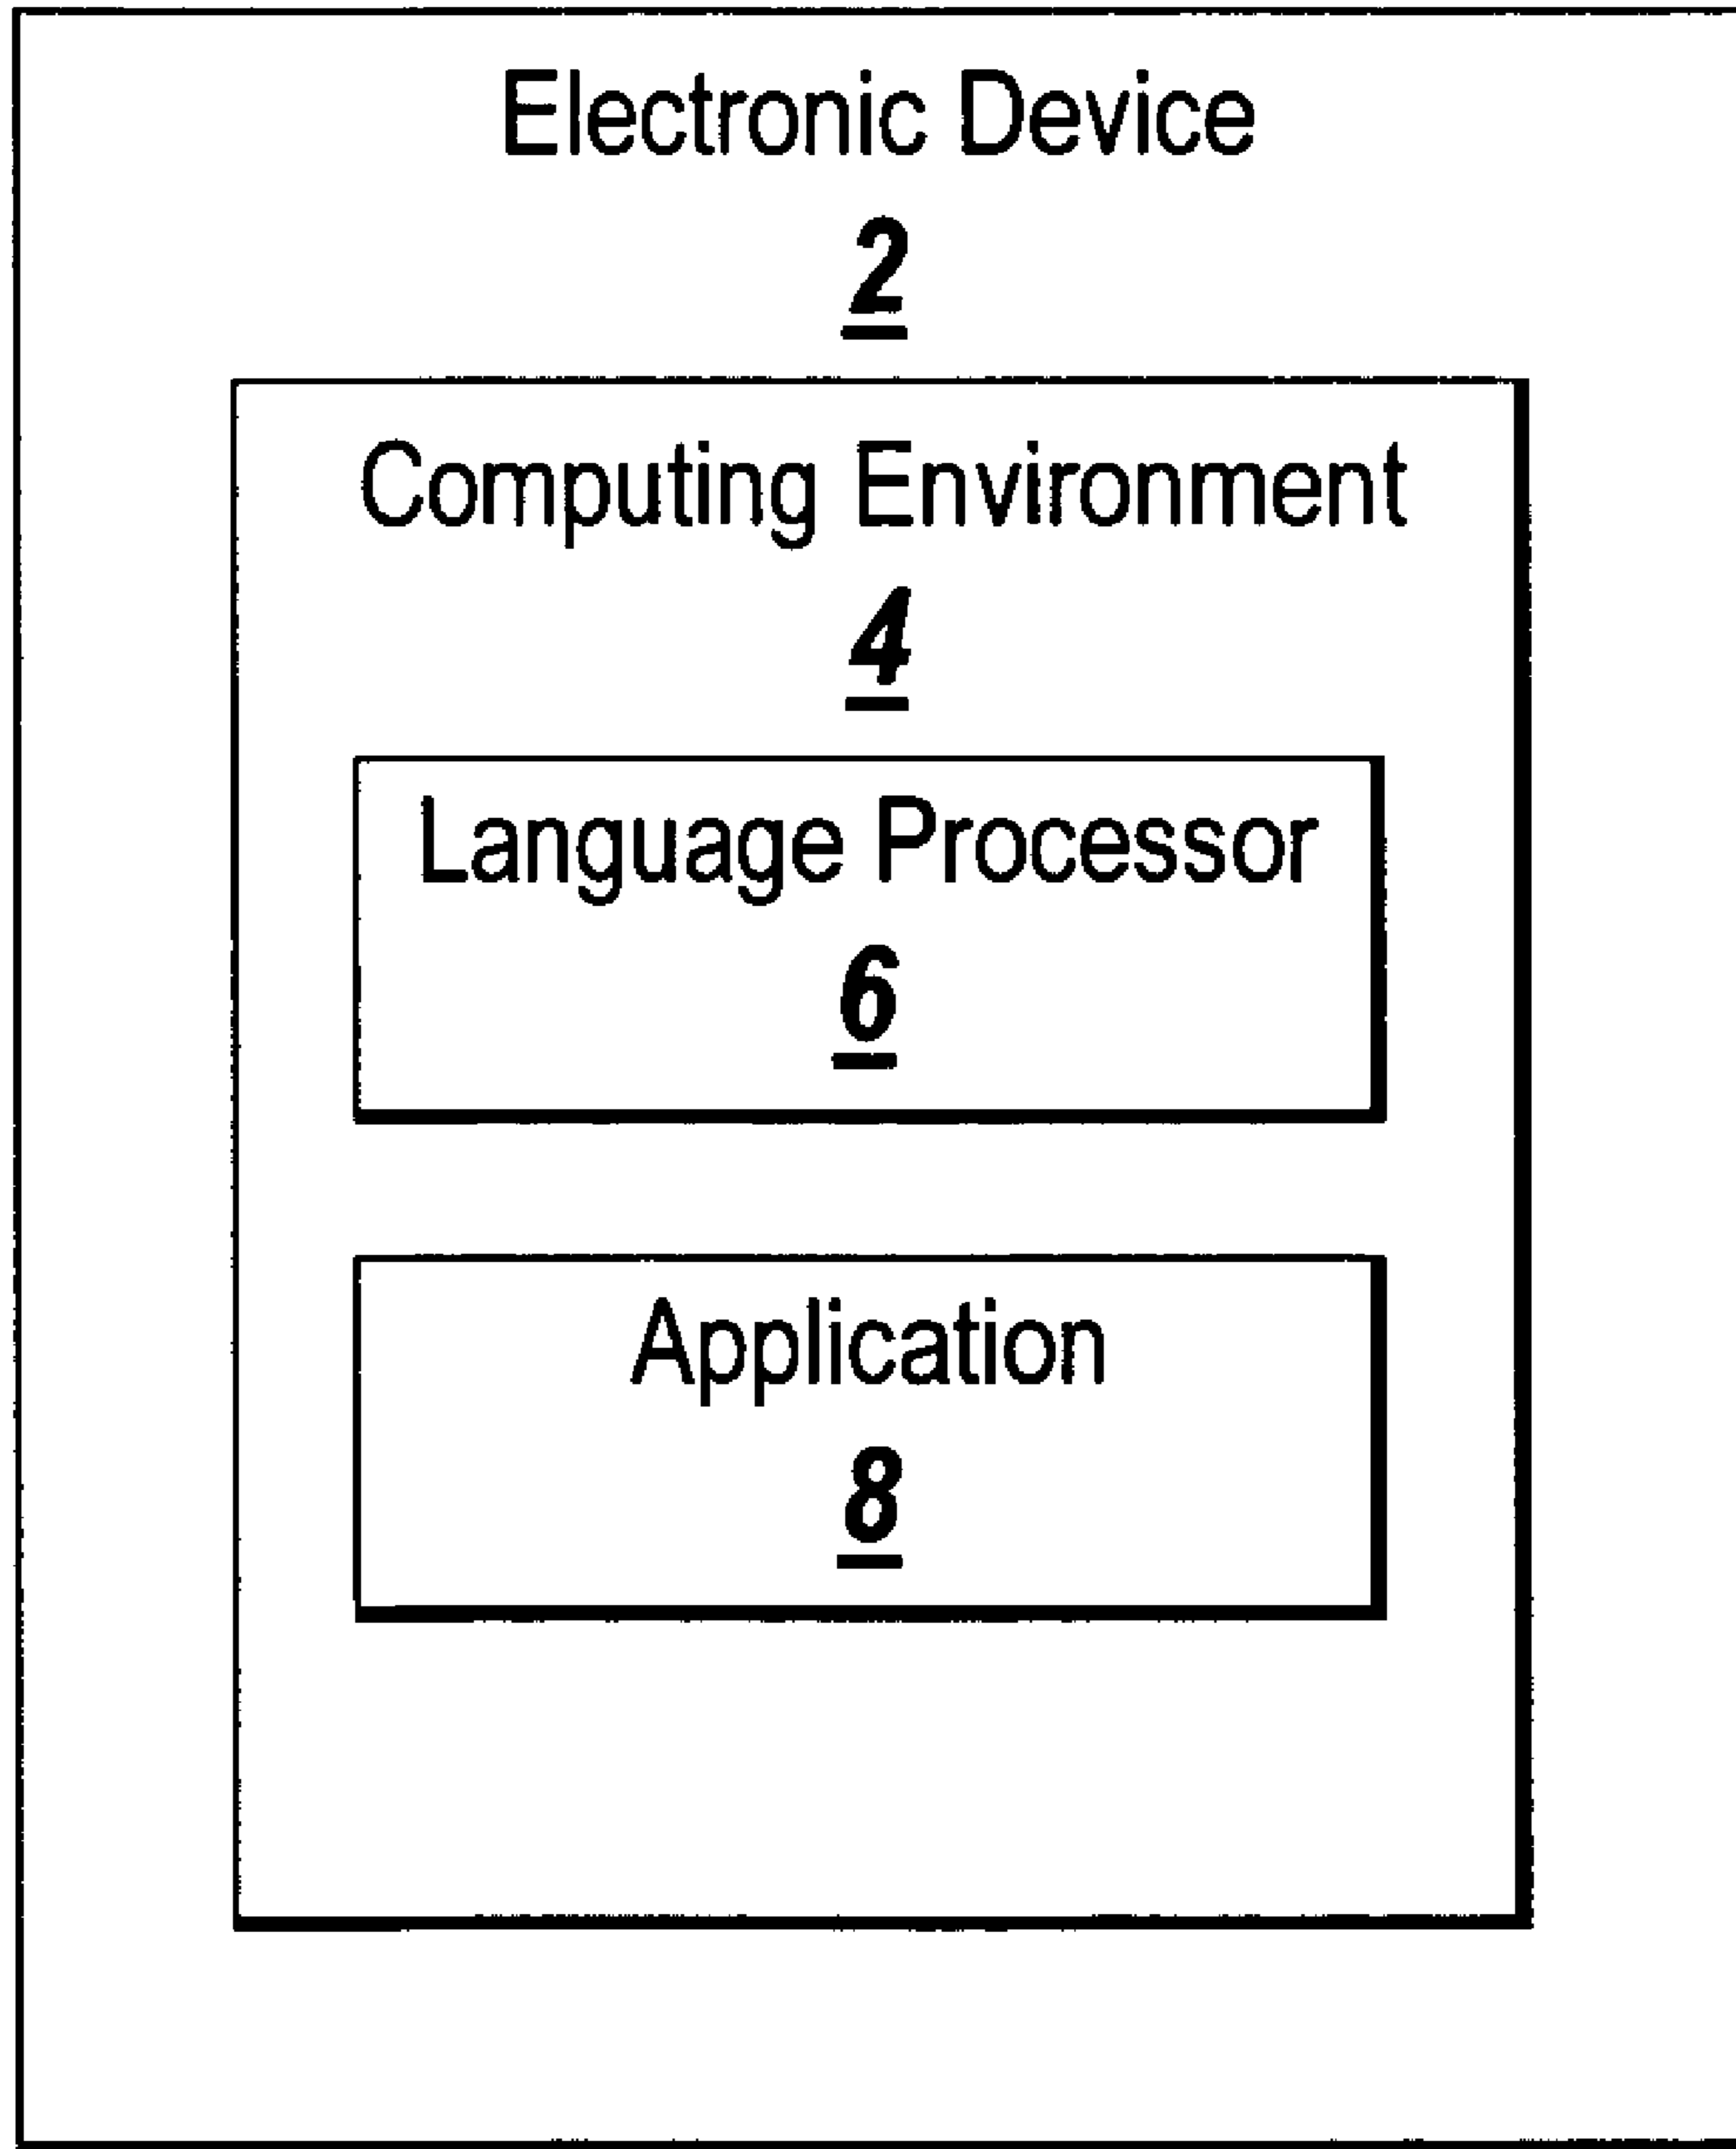 Electronic Device
2
Computing Environment
4
Language Processor
6
Application
8